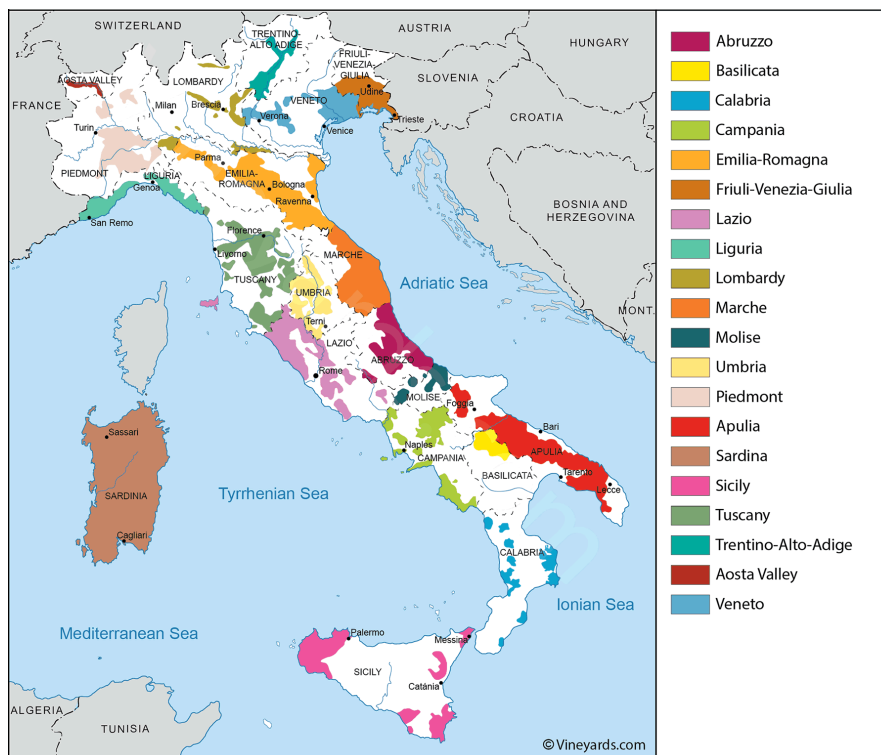 SWITZERLAND
AUSTRIA
HUNGARY
SLOVENIA
CROATIA
BOSNIA AND
HERZEGOVINA
MONT.
FRANCE
TRENTINO-
ALTO ADIGE
FRIULI-
VENEZIA-
GIULIA
Udine
AOSTA VALLEY
LOMBARDY
Milan
Brescia
VENETO
Verona
Venice
Trieste
Turin
PIEDMONT
Parma
EMILIA-
ROMAGNA
Bologna
Ravenna
LIGURIA
Genoa
San Remo
Florence
Livorno
TUSCANY
MARCHE
UMBRIA
Terni
LAZIO
Rome
ABRUZZO
MOLISE
Foggia
Bari
APULIA
Naples
CAMPANIA
BASILICATA
Tarento
Lecce
CALABRIA
Sassari
SARDINIA
Cagliari
Palermo
Messina
SICILY
Catánia
Adriatic Sea
Tyrrhenian Sea
Ionian Sea
Mediterranean Sea
ALGERIA
TUNISIA
© Vineyards.com
Abruzzo
Basilicata
Calabria
Campania
Emilia-Romagna
Friuli-Venezia-Giulia
Lazio
Liguria
Lombardy
Marche
Molise
Umbria
Piedmont
Apulia
Sardina
Sicily
Tuscany
Trentino-Alto-Adige
Aosta Valley
Veneto